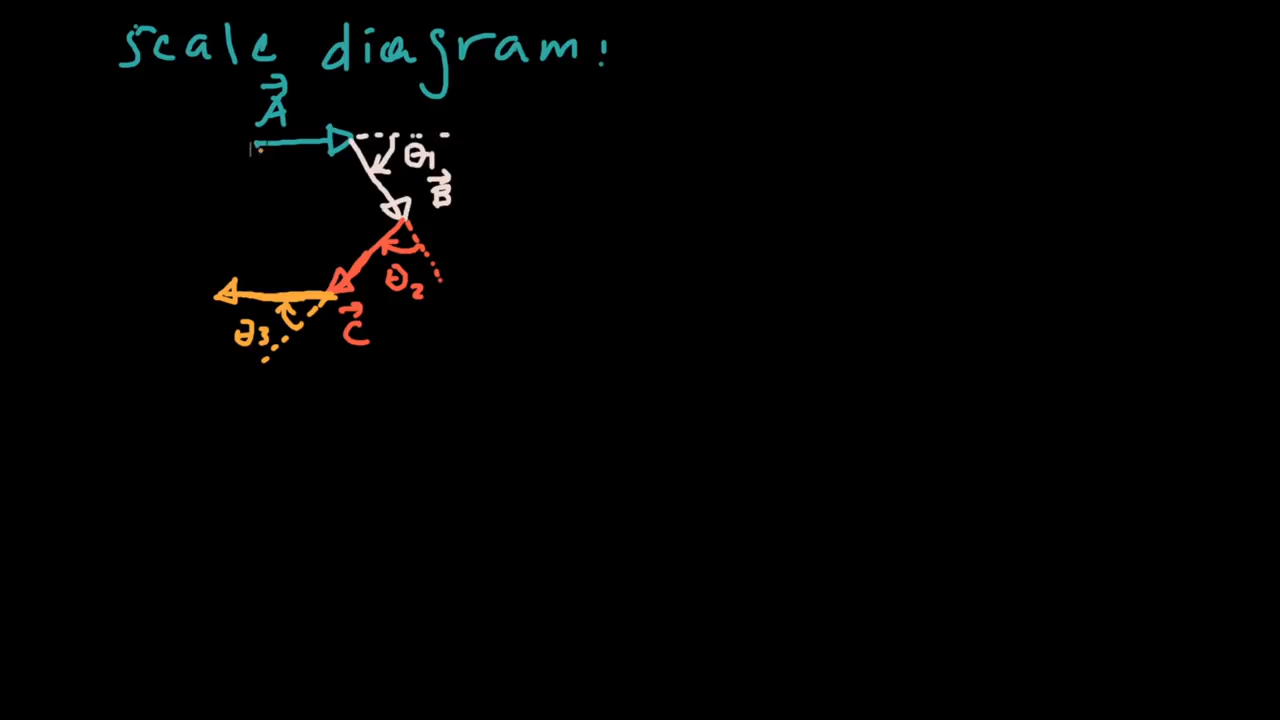 scale diagram:
A⃗
θ1
B⃗
θ2
θ3
C⃗